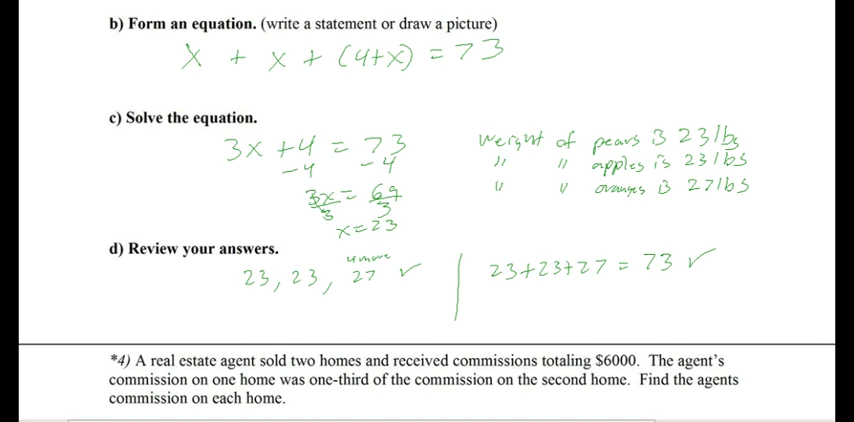 b) Form an equation. (write a statement or draw a picture)
x + x + (4+x) = 73
c) Solve the equation.
3x + 4 = 73
-4 -4
3x = 69
3 3
x = 23
Weight of pears is 23 lbs
" " apples is 23 lbs
" " oranges is 27 lbs
d) Review your answers.
4 more
23, 23, 27 ✓
23+23+27 = 73 ✓
*4) A real estate agent sold two homes and received commissions totaling $6000. The agent's
commission on one home was one-third of the commission on the second home. Find the agents
commission on each home.